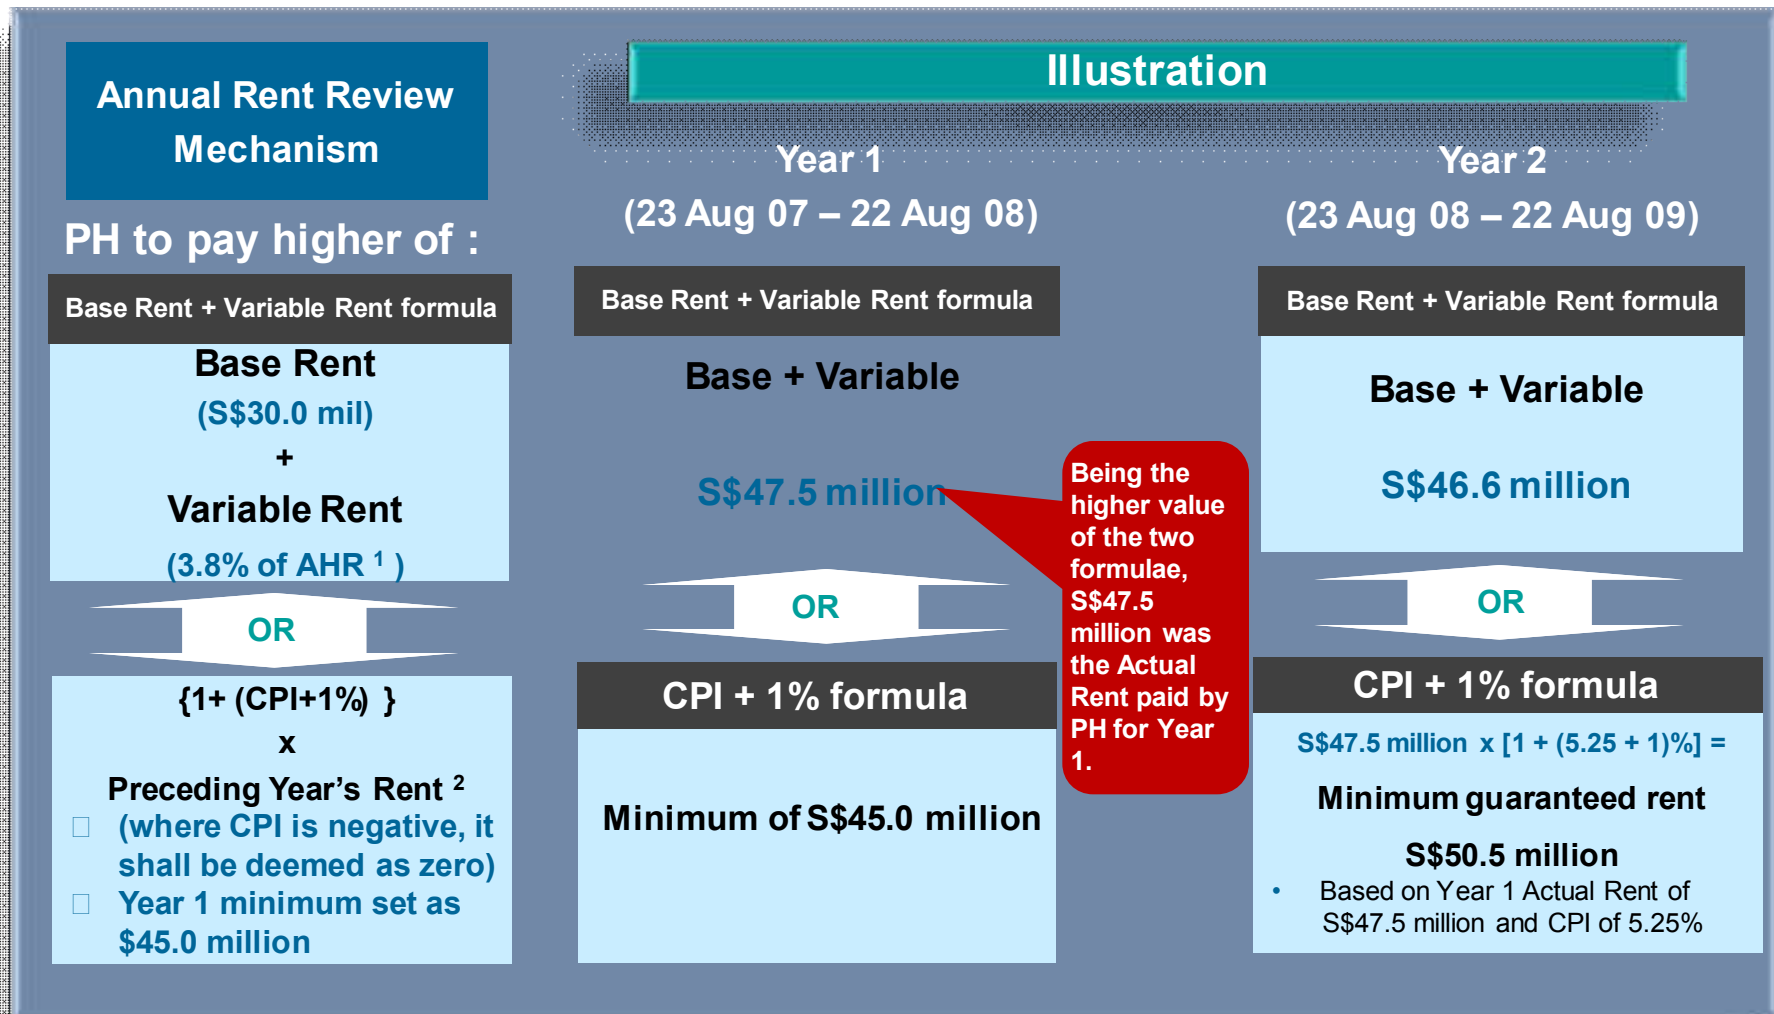 Annual Rent Review
Mechanism
PH to pay higher of :
Base Rent + Variable Rent formula
Base Rent
(S$30.0 mil)
+
Variable Rent
(3.8% of AHR ¹ )
OR
{1+ (CPI+1%) }
x
Preceding Year’s Rent ²
(where CPI is negative, it
shall be deemed as zero)
Year 1 minimum set as
$45.0 million
Illustration
Year 1
(23 Aug 07 – 22 Aug 08)
Base Rent + Variable Rent formula
Base + Variable
S$47.5 million
OR
CPI + 1% formula
Minimum of S$45.0 million
Being the
higher value
of the two
formulae,
S$47.5
million was
the Actual
Rent paid by
PH for Year
1.
Year 2
(23 Aug 08 – 22 Aug 09)
Base Rent + Variable Rent formula
Base + Variable
S$46.6 million
OR
CPI + 1% formula
S$47.5 million x [1 + (5.25 + 1)%] =
Minimum guaranteed rent
S$50.5 million
• Based on Year 1 Actual Rent of
S$47.5 million and CPI of 5.25%